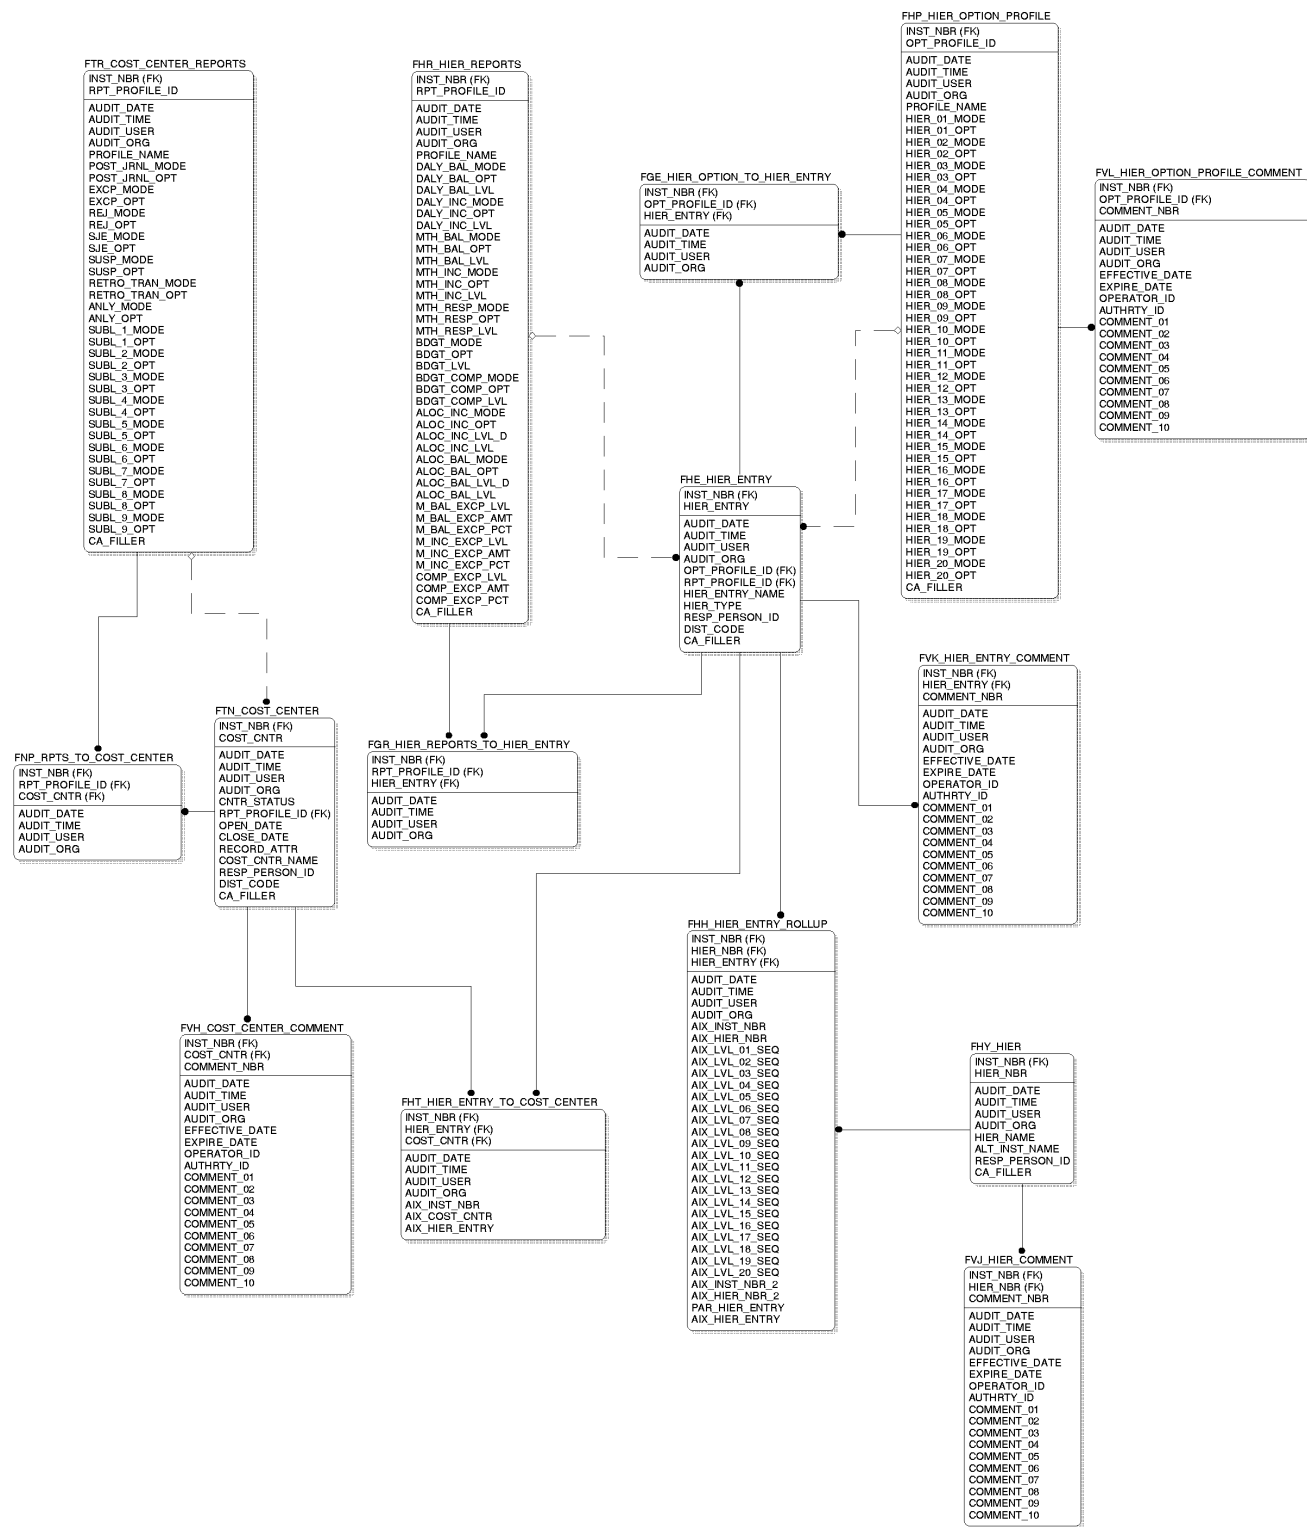 FTR_COST_CENTER_REPORTS
INST_NBR (FK)
RPT_PROFILE_ID
AUDIT_DATE
AUDIT_TIME
AUDIT_USER
AUDIT_ORG
PROFILE_NAME
POST_JRNL_MODE
POST_JRNL_OPT
EXCP_MODE
EXCP_OPT
REJ_MODE
REJ_OPT
SJE_MODE
SJE_OPT
SUSP_MODE
SUSP_OPT
RETRO_TRAN_MODE
RETRO_TRAN_OPT
ANLY_MODE
ANLY_OPT
SUBL_1_MODE
SUBL_1_OPT
SUBL_2_MODE
SUBL_2_OPT
SUBL_3_MODE
SUBL_3_OPT
SUBL_4_MODE
SUBL_4_OPT
SUBL_5_MODE
SUBL_5_OPT
SUBL_6_MODE
SUBL_6_OPT
SUBL_7_MODE
SUBL_7_OPT
SUBL_8_MODE
SUBL_8_OPT
SUBL_9_MODE
SUBL_9_OPT
CA_FILLER
FHR_HIER_REPORTS
INST_NBR (FK)
RPT_PROFILE_ID
AUDIT_DATE
AUDIT_TIME
AUDIT_USER
AUDIT_ORG
PROFILE_NAME
DALY_BAL_MODE
DALY_BAL_OPT
DALY_BAL_LVL
DALY_INC_MODE
DALY_INC_OPT
DALY_INC_LVL
MTH_BAL_MODE
MTH_BAL_OPT
MTH_BAL_LVL
MTH_INC_MODE
MTH_INC_OPT
MTH_INC_LVL
MTH_RESP_MODE
MTH_RESP_OPT
MTH_RESP_LVL
BDGT_MODE
BDGT_OPT
BDGT_LVL
BDGT_COMP_MODE
BDGT_COMP_OPT
BDGT_COMP_LVL
ALOC_INC_MODE
ALOC_INC_OPT
ALOC_INC_LVL_D
ALOC_INC_LVL
ALOC_BAL_MODE
ALOC_BAL_OPT
ALOC_BAL_LVL_D
ALOC_BAL_LVL
M_BAL_EXCP_LVL
M_BAL_EXCP_AMT
M_BAL_EXCP_PCT
M_INC_EXCP_LVL
M_INC_EXCP_AMT
M_INC_EXCP_PCT
COMP_EXCP_LVL
COMP_EXCP_AMT
COMP_EXCP_PCT
CA_FILLER
FGE_HIER_OPTION_TO_HIER_ENTRY
INST_NBR (FK)
OPT_PROFILE_ID (FK)
HIER_ENTRY (FK)
AUDIT_DATE
AUDIT_TIME
AUDIT_USER
AUDIT_ORG
FHP_HIER_OPTION_PROFILE
INST_NBR (FK)
OPT_PROFILE_ID
AUDIT_DATE
AUDIT_TIME
AUDIT_USER
AUDIT_ORG
PROFILE_NAME
HIER_01_MODE
HIER_01_OPT
HIER_02_MODE
HIER_02_OPT
HIER_03_MODE
HIER_03_OPT
HIER_04_MODE
HIER_04_OPT
HIER_05_MODE
HIER_05_OPT
HIER_06_MODE
HIER_06_OPT
HIER_07_MODE
HIER_07_OPT
HIER_08_MODE
HIER_08_OPT
HIER_09_MODE
HIER_09_OPT
HIER_10_MODE
HIER_10_OPT
HIER_11_MODE
HIER_11_OPT
HIER_12_MODE
HIER_12_OPT
HIER_13_MODE
HIER_13_OPT
HIER_14_MODE
HIER_14_OPT
HIER_15_MODE
HIER_15_OPT
HIER_16_MODE
HIER_16_OPT
HIER_17_MODE
HIER_17_OPT
HIER_18_MODE
HIER_18_OPT
HIER_19_MODE
HIER_19_OPT
HIER_20_MODE
HIER_20_OPT
CA_FILLER
FVL_HIER_OPTION_PROFILE_COMMENT
INST_NBR (FK)
OPT_PROFILE_ID (FK)
COMMENT_NBR
AUDIT_DATE
AUDIT_TIME
AUDIT_USER
AUDIT_ORG
EFFECTIVE_DATE
EXPIRE_DATE
OPERATOR_ID
AUTHRTY_ID
COMMENT_01
COMMENT_02
COMMENT_03
COMMENT_04
COMMENT_05
COMMENT_06
COMMENT_07
COMMENT_08
COMMENT_09
COMMENT_10
FHE_HIER_ENTRY
INST_NBR (FK)
HIER_ENTRY
AUDIT_DATE
AUDIT_TIME
AUDIT_USER
AUDIT_ORG
OPT_PROFILE_ID (FK)
RPT_PROFILE_ID (FK)
HIER_ENTRY_NAME
HIER_TYPE
RESP_PERSON_ID
DIST_CODE
CA_FILLER
FVK_HIER_ENTRY_COMMENT
INST_NBR (FK)
HIER_ENTRY (FK)
COMMENT_NBR
AUDIT_DATE
AUDIT_TIME
AUDIT_USER
AUDIT_ORG
EFFECTIVE_DATE
EXPIRE_DATE
OPERATOR_ID
AUTHRTY_ID
COMMENT_01
COMMENT_02
COMMENT_03
COMMENT_04
COMMENT_05
COMMENT_06
COMMENT_07
COMMENT_08
COMMENT_09
COMMENT_10
FNP_RPTS_TO_COST_CENTER
INST_NBR (FK)
RPT_PROFILE_ID (FK)
COST_CNTR (FK)
AUDIT_DATE
AUDIT_TIME
AUDIT_USER
AUDIT_ORG
FTN_COST_CENTER
INST_NBR (FK)
COST_CNTR
AUDIT_DATE
AUDIT_TIME
AUDIT_USER
AUDIT_ORG
CNTR_STATUS
RPT_PROFILE_ID (FK)
OPEN_DATE
CLOSE_DATE
RECORD_ATTR
COST_CNTR_NAME
RESP_PERSON_ID
DIST_CODE
CA_FILLER
FGR_HIER_REPORTS_TO_HIER_ENTRY
INST_NBR (FK)
RPT_PROFILE_ID (FK)
HIER_ENTRY (FK)
AUDIT_DATE
AUDIT_TIME
AUDIT_USER
AUDIT_ORG
FHH_HIER_ENTRY_ROLLUP
INST_NBR (FK)
HIER_NBR (FK)
HIER_ENTRY (FK)
AUDIT_DATE
AUDIT_TIME
AUDIT_USER
AUDIT_ORG
AIX_INST_NBR
AIX_HIER_NBR
AIX_LVL_01_SEQ
AIX_LVL_02_SEQ
AIX_LVL_03_SEQ
AIX_LVL_04_SEQ
AIX_LVL_05_SEQ
AIX_LVL_06_SEQ
AIX_LVL_07_SEQ
AIX_LVL_08_SEQ
AIX_LVL_09_SEQ
AIX_LVL_10_SEQ
AIX_LVL_11_SEQ
AIX_LVL_12_SEQ
AIX_LVL_13_SEQ
AIX_LVL_14_SEQ
AIX_LVL_15_SEQ
AIX_LVL_16_SEQ
AIX_LVL_17_SEQ
AIX_LVL_18_SEQ
AIX_LVL_19_SEQ
AIX_LVL_20_SEQ
AIX_INST_NBR_2
AIX_HIER_NBR_2
PAR_HIER_ENTRY
AIX_HIER_ENTRY
FVH_COST_CENTER_COMMENT
INST_NBR (FK)
COST_CNTR (FK)
COMMENT_NBR
AUDIT_DATE
AUDIT_TIME
AUDIT_USER
AUDIT_ORG
EFFECTIVE_DATE
EXPIRE_DATE
OPERATOR_ID
AUTHRTY_ID
COMMENT_01
COMMENT_02
COMMENT_03
COMMENT_04
COMMENT_05
COMMENT_06
COMMENT_07
COMMENT_08
COMMENT_09
COMMENT_10
FHT_HIER_ENTRY_TO_COST_CENTER
INST_NBR (FK)
HIER_ENTRY (FK)
COST_CNTR (FK)
AUDIT_DATE
AUDIT_TIME
AUDIT_USER
AUDIT_ORG
AIX_INST_NBR
AIX_COST_CNTR
AIX_HIER_ENTRY
FHY_HIER
INST_NBR (FK)
HIER_NBR
AUDIT_DATE
AUDIT_TIME
AUDIT_USER
AUDIT_ORG
HIER_NAME
ALT_INST_NAME
RESP_PERSON_ID
CA_FILLER
FVJ_HIER_COMMENT
INST_NBR (FK)
HIER_NBR (FK)
COMMENT_NBR
AUDIT_DATE
AUDIT_TIME
AUDIT_USER
AUDIT_ORG
EFFECTIVE_DATE
EXPIRE_DATE
OPERATOR_ID
AUTHRTY_ID
COMMENT_01
COMMENT_02
COMMENT_03
COMMENT_04
COMMENT_05
COMMENT_06
COMMENT_07
COMMENT_08
COMMENT_09
COMMENT_10